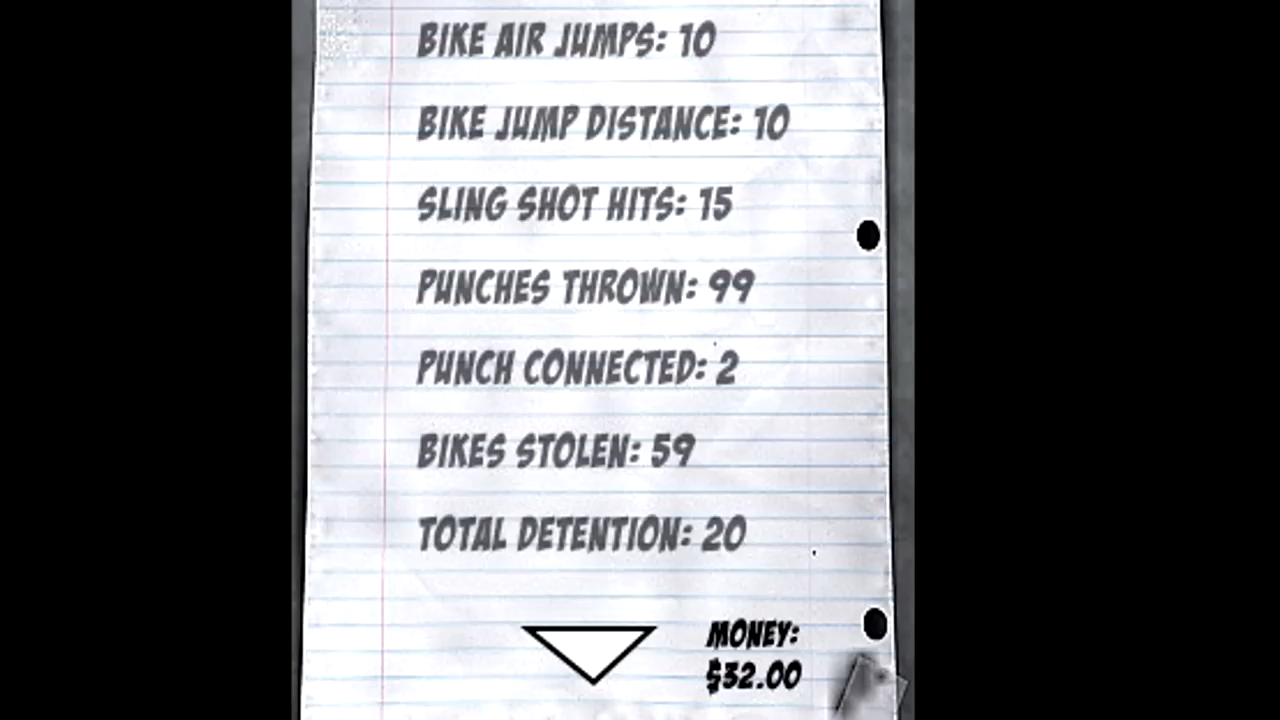 BIKE AIR JUMPS: 10
BIKE JUMP DISTANCE: 10
SLING SHOT HITS: 15
PUNCHES THROWN: 99
PUNCH CONNECTED: 2
BIKES STOLEN: 59
TOTAL DETENTION: 20
MONEY:
$32.00